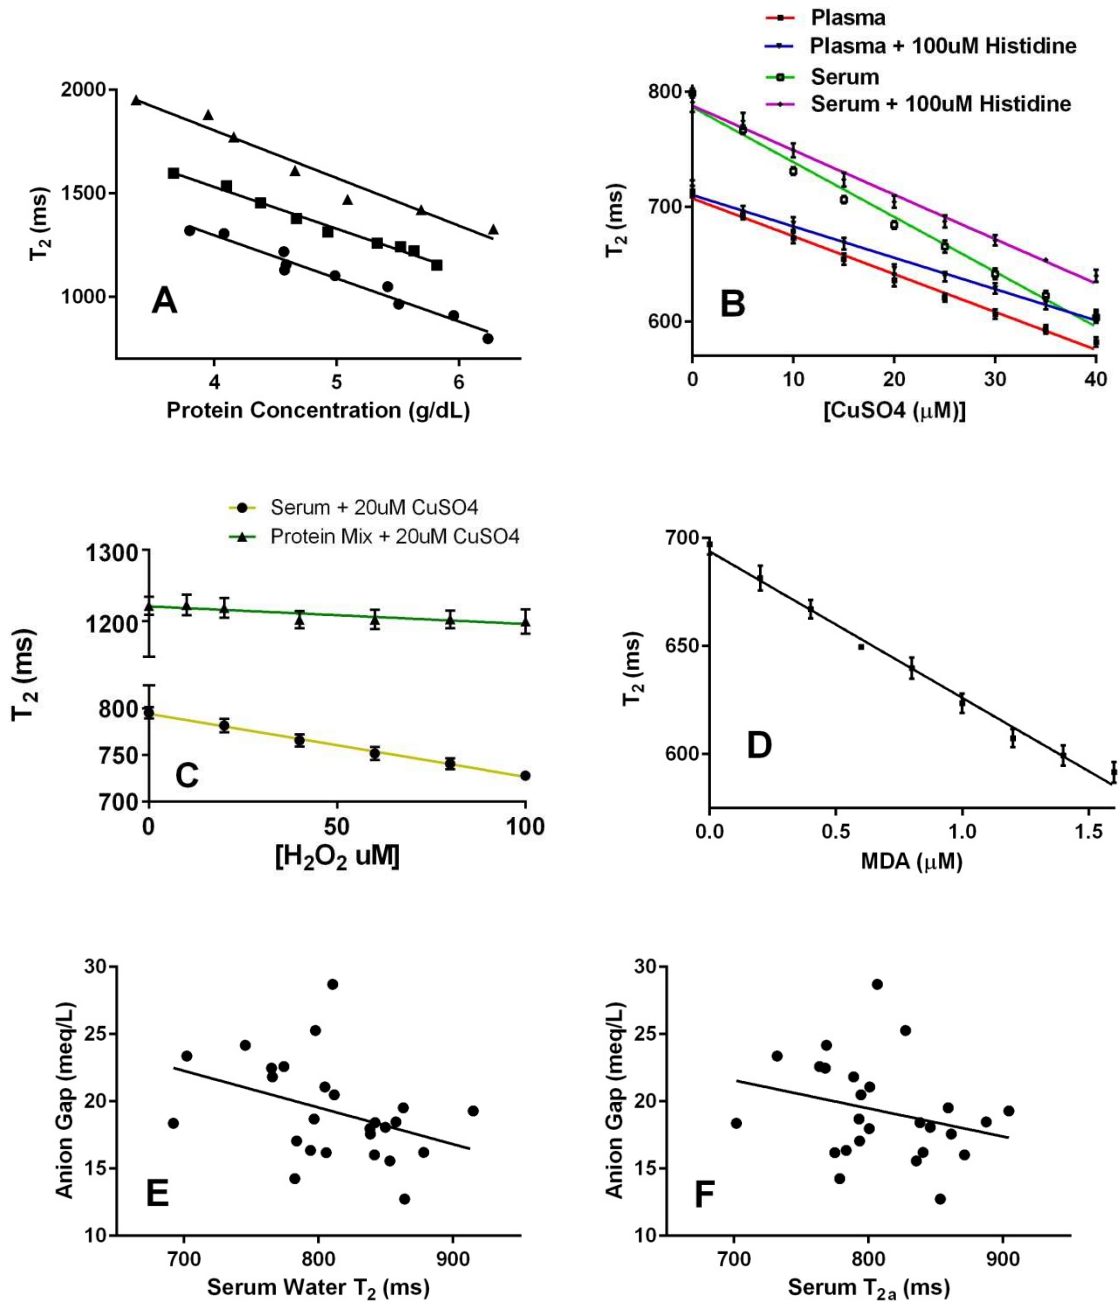 A
T2 (ms)
2000
1500
1000
4 5 6
Protein Concentration (g/dL)
B
Plasma
Plasma + 100uM Histidine
Serum
Serum + 100uM Histidine
T2 (ms)
800
700
600
0 10 20 30 40
[CuSO4 (μM)]
C
Serum + 20uM CuSO4
Protein Mix + 20uM CuSO4
T2 (ms)
1300
1200
800
750
700
0 50 100
[H2O2 uM]
D
T2 (ms)
700
650
600
0.0 0.5 1.0 1.5
MDA (μM)
E
Anion Gap (meq/L)
30
25
20
15
10
700 800 900
Serum Water T2 (ms)
F
Anion Gap (meq/L)
30
25
20
15
10
700 800 900
Serum T2a (ms)